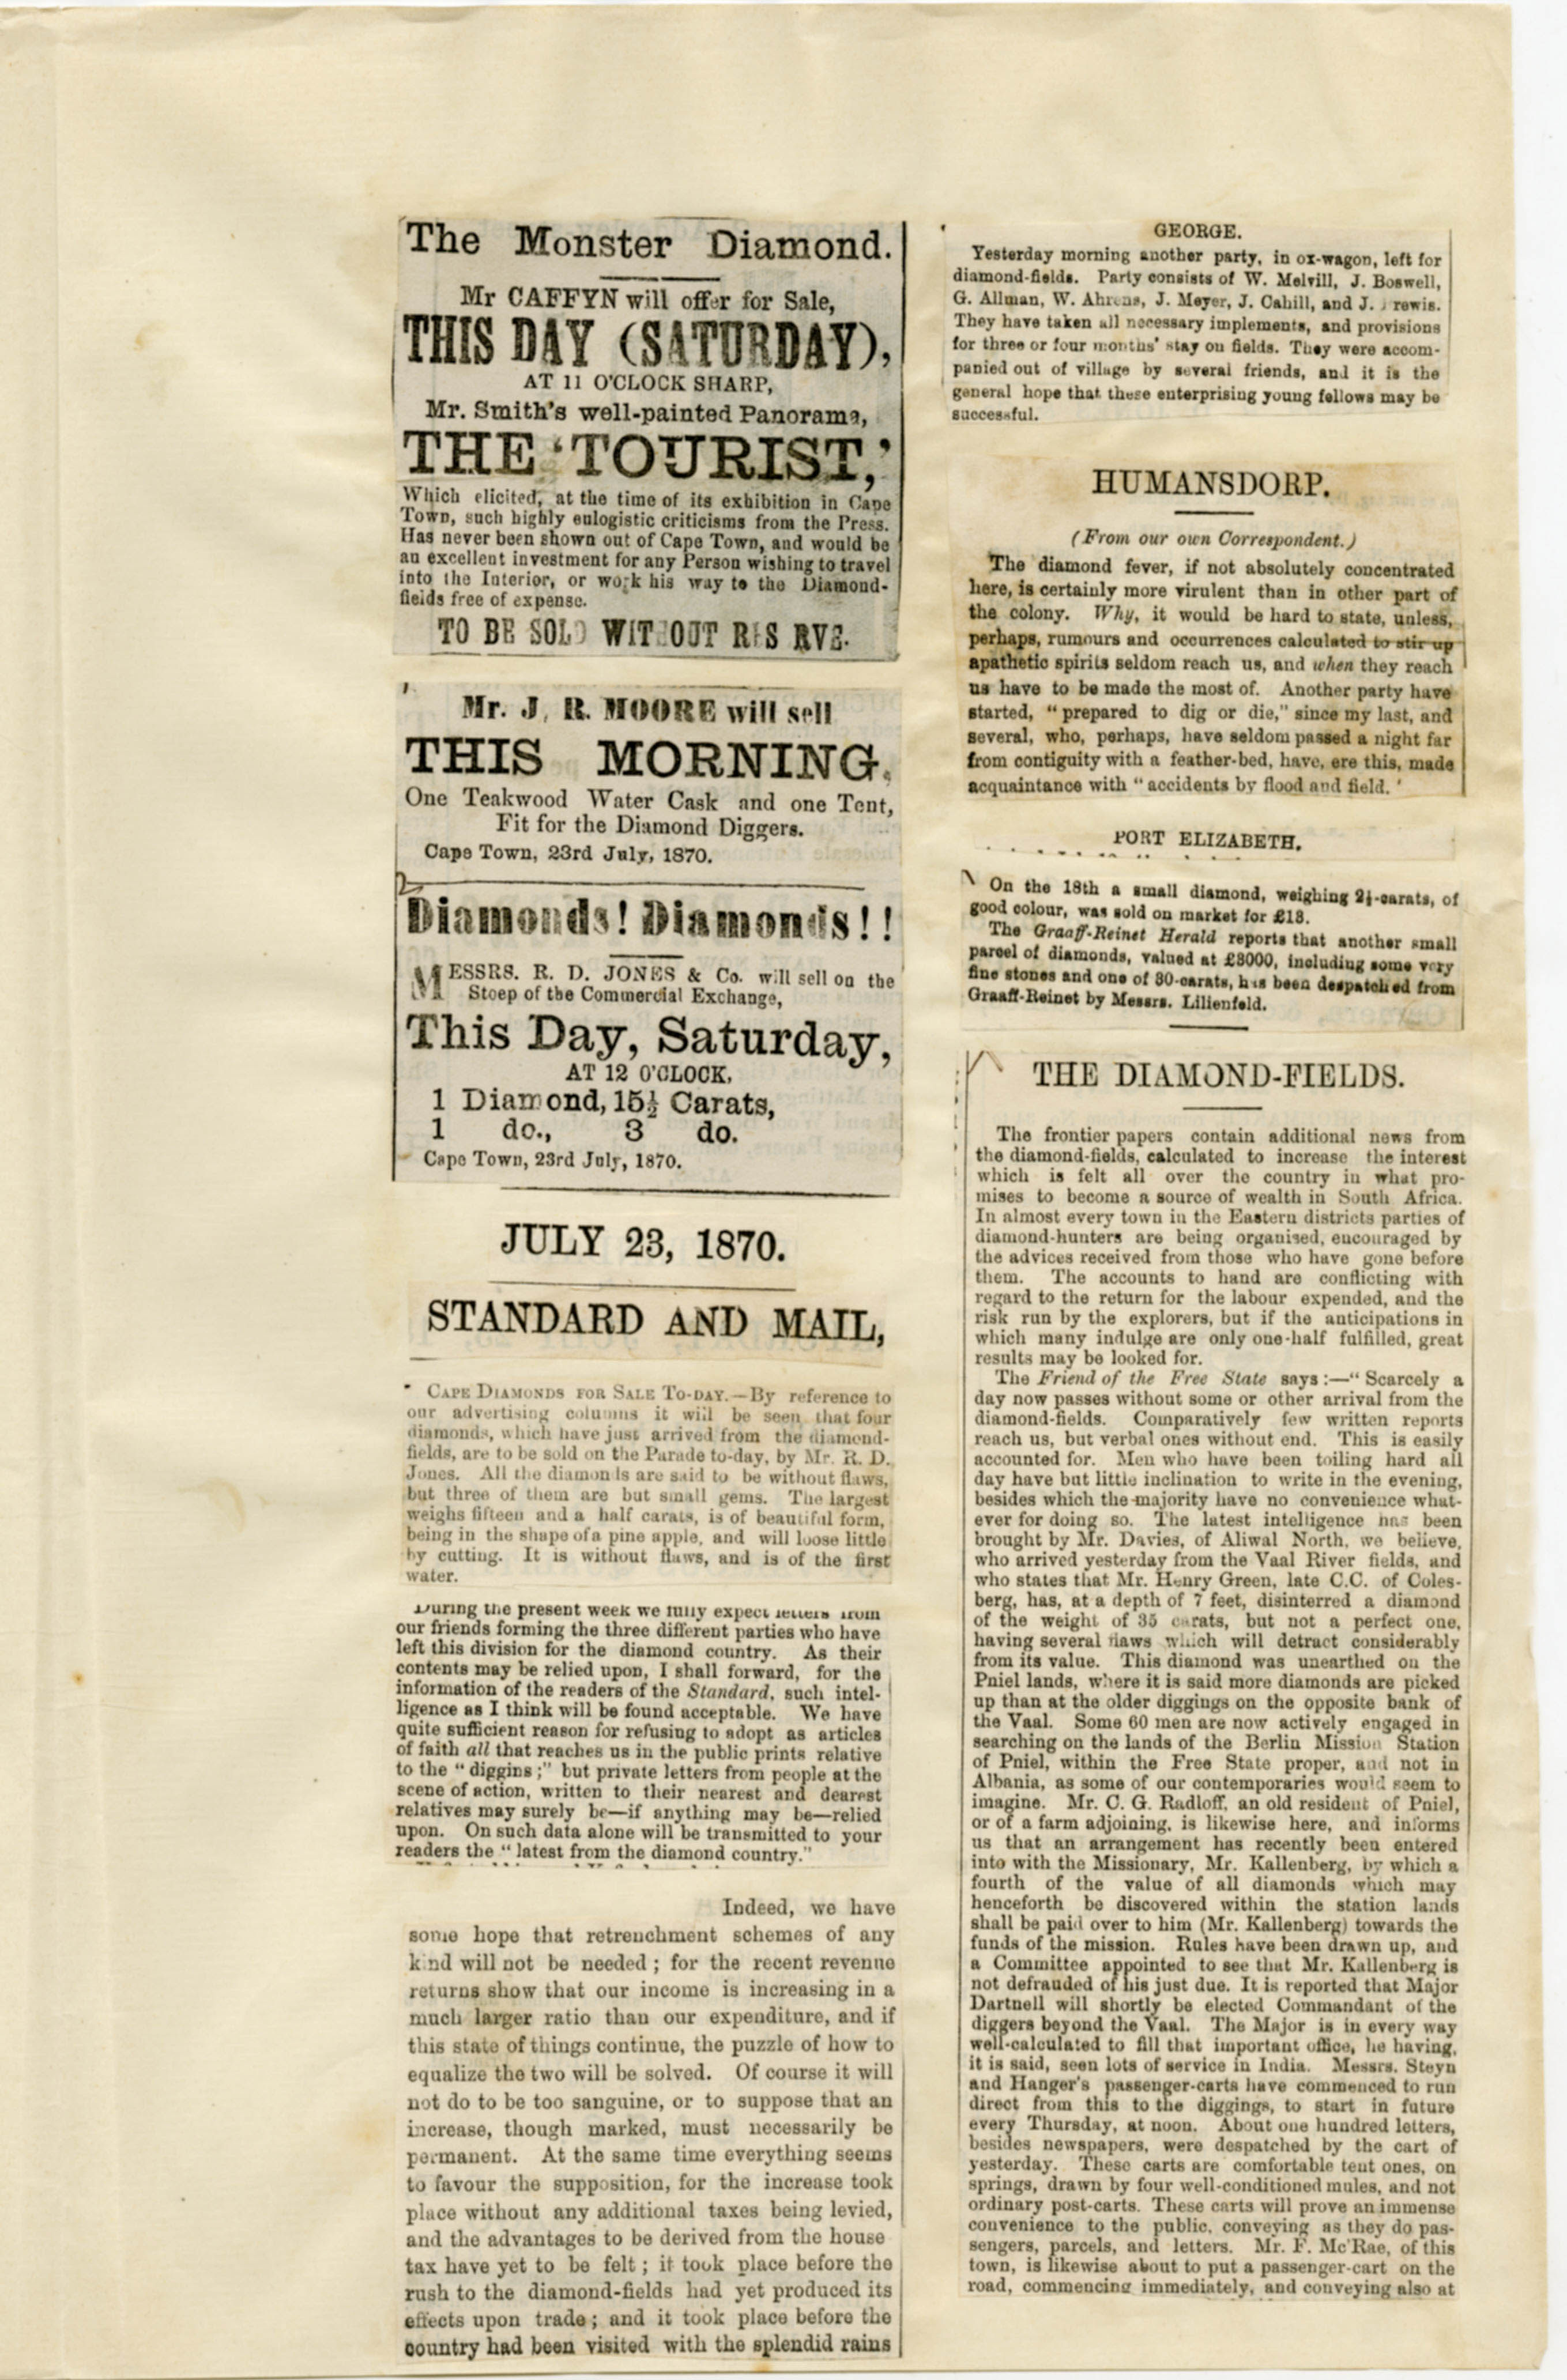 The Monster Diamond.
Mr CAFFYN will offer for Sale,
THIS DAY (SATURDAY),
AT 11 O'CLOCK SHARP,
Mr. Smith's well-painted Panorama,
THE 'TOURIST,'
Which elicited, at the time of its exhibition in Cape
Town, such highly eulogistic criticisms from the Press.
Has never been shown out of Cape Town, and would be
an excellent investment for any Person wishing to travel
into the Interior, or work his way to the Diamond-
fields free of expense.
TO BE SOLD WITHOUT RESERVE.
Mr. J. R. MOORE will sell
THIS MORNING,
One Teakwood Water Cask and one Tent,
Fit for the Diamond Diggers.
Cape Town, 23rd July, 1870.
Diamonds! Diamonds!!
MESSRS. R. D. JONES & Co. will sell on the
Stoep of the Commercial Exchange,
This Day, Saturday,
AT 12 O'CLOCK,
1 Diamond, 15½ Carats,
1 do., 3 do.
Cape Town, 23rd July, 1870.
JULY 23, 1870.
STANDARD AND MAIL,
CAPE DIAMONDS FOR SALE TO-DAY.—By reference to
our advertising columns it will be seen that four
diamonds, which have just arrived from the diamond-
fields, are to be sold on the Parade to-day, by Mr. R. D.
Jones. All the diamonds are said to be without flaws,
but three of them are but small gems. The largest
weighs fifteen and a half carats, is of beautiful form,
being in the shape of a pine apple, and will loose little
by cutting. It is without flaws, and is of the first
water.
During the present week we fully expect letters from
our friends forming the three different parties who have
left this division for the diamond country. As their
contents may be relied upon, I shall forward, for the
information of the readers of the Standard, such intel-
ligence as I think will be found acceptable. We have
quite sufficient reason for refusing to adopt as articles
of faith all that reaches us in the public prints relative
to the "diggins;" but private letters from people at the
scene of action, written to their nearest and dearest
relatives may surely be—if anything may be—relied
upon. On such data alone will be transmitted to your
readers the "latest from the diamond country."
Indeed, we have
some hope that retrenchment schemes of any
kind will not be needed; for the recent revenue
returns show that our income is increasing in a
much larger ratio than our expenditure, and if
this state of things continue, the puzzle of how to
equalize the two will be solved. Of course it will
not do to be too sanguine, or to suppose that an
increase, though marked, must necessarily be
permanent. At the same time everything seems
to favour the supposition, for the increase took
place without any additional taxes being levied,
and the advantages to be derived from the house
tax have yet to be felt; it took place before the
rush to the diamond-fields had yet produced its
effects upon trade; and it took place before the
country had been visited with the splendid rains
GEORGE.
Yesterday morning another party, in ox-wagon, left for
diamond-fields. Party consists of W. Melvill, J. Boswell,
G. Allman, W. Ahrens, J. Meyer, J. Cahill, and J.
They have taken all necessary implements, and provisions
for three or four months' stay on fields. They were accom-
panied out of village by several friends, and it is the
general hope that these enterprising young fellows may be
successful.
HUMANSDORP.
(From our own Correspondent.)
The diamond fever, if not absolutely concentrated
here, is certainly more virulent than in other part of
the colony. Why, it would be hard to state, unless,
perhaps, rumours and occurrences calculated to stir up
apathetic spirits seldom reach us, and when they reach
us have to be made the most of. Another party have
started, "prepared to dig or die," since my last, and
several, who, perhaps, have seldom passed a night far
from contiguity with a feather-bed, have, ere this, made
acquaintance with "accidents by flood and field.'
PORT ELIZABETH.
On the 18th a small diamond, weighing carats, of
good colour, was sold on market for £18.
The Graaff-Reinet Herald reports that another small
parcel of diamonds, valued at £3000, including some very
fine stones and one of 30-carats, has been despatched from
Graaff-Reinet by Messrs. Lilienfeld.
THE DIAMOND-FIELDS.
The frontier papers contain additional news from
the diamond-fields, calculated to increase the interest
which is felt all over the country in what pro-
mises to become a source of wealth in South Africa.
In almost every town in the Eastern districts parties of
diamond-hunters are being organised, encouraged by
the advices received from those who have gone before
them. The accounts to hand are conflicting with
regard to the return for the labour expended, and the
risk run by the explorers, but if the anticipations in
which many indulge are only one-half fulfilled, great
results may be looked for.
The Friend of the Free State says:—"Scarcely a
day now passes without some or other arrival from the
diamond-fields. Comparatively few written reports
reach us, but verbal ones without end. This is easily
accounted for. Men who have been toiling hard all
day have but little inclination to write in the evening,
besides which the majority have no convenience what-
ever for doing so. The latest intelligence has been
brought by Mr. Davies, of Aliwal North, we believe,
who arrived yesterday from the Vaal River fields, and
who states that Mr. Henry Green, late C.C. of Coles-
berg, has, at a depth of 7 feet, disinterred a diamond
of the weight of 35 carats, but not a perfect one,
having several flaws which will detract considerably
from its value. This diamond was unearthed on the
Pniel lands, where it is said more diamonds are picked
up than at the older diggings on the opposite bank of
the Vaal. Some 60 men are now actively engaged in
searching on the lands of the Berlin Mission Station
of Pniel, within the Free State proper, and not in
Albania, as some of our contemporaries would seem to
imagine. Mr. C. G. Radloff, an old resident of Pniel,
or of a farm adjoining, is likewise here, and informs
us that an arrangement has recently been entered
into with the Missionary, Mr. Kallenberg, by which a
fourth of the value of all diamonds which may
henceforth be discovered within the station lands
shall be paid over to him (Mr. Kallenberg) towards the
funds of the mission. Rules have been drawn up, and
a Committee appointed to see that Mr. Kallenberg is
not defrauded of his just due. It is reported that Major
Dartnell will shortly be elected Commandant of the
diggers beyond the Vaal. The Major is in every way
well-calculated to fill that important office, he having,
it is said, seen lots of service in India. Messrs. Steyn
and Hanger's passenger-carts have commenced to run
direct from this to the diggings, to start in future
every Thursday, at noon. About one hundred letters,
besides newspapers, were despatched by the cart of
yesterday. These carts are comfortable tent ones, on
springs, drawn by four well-conditioned mules, and not
ordinary post-carts. These carts will prove an immense
convenience to the public, conveying as they do pas-
sengers, parcels, and letters. Mr. F. Mc'Rae, of this
town, is likewise about to put a passenger-cart on the
road, commencing immediately, and conveying also at